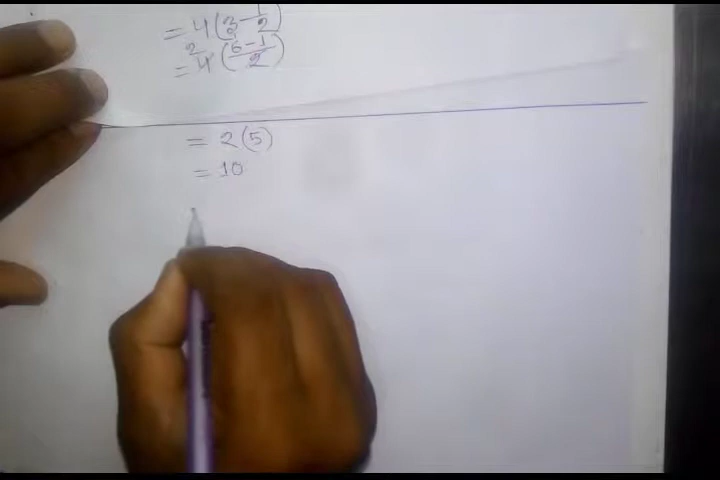 = 4(3-1/2)
= 4(6-1/2)
= 2(5)
= 10